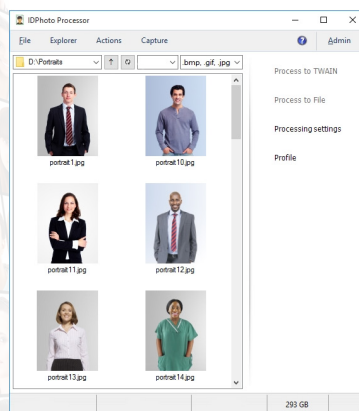 IDPhoto Processor
File Explorer Actions Capture Admin
D:\Portraits .bmp, .gif, .jpg
Process to TWAIN
Process to File
Processing settings
Profile
portrait1.jpg portrait10.jpg
portrait11.jpg portrait12.jpg
portrait13.jpg portrait14.jpg
293 GB